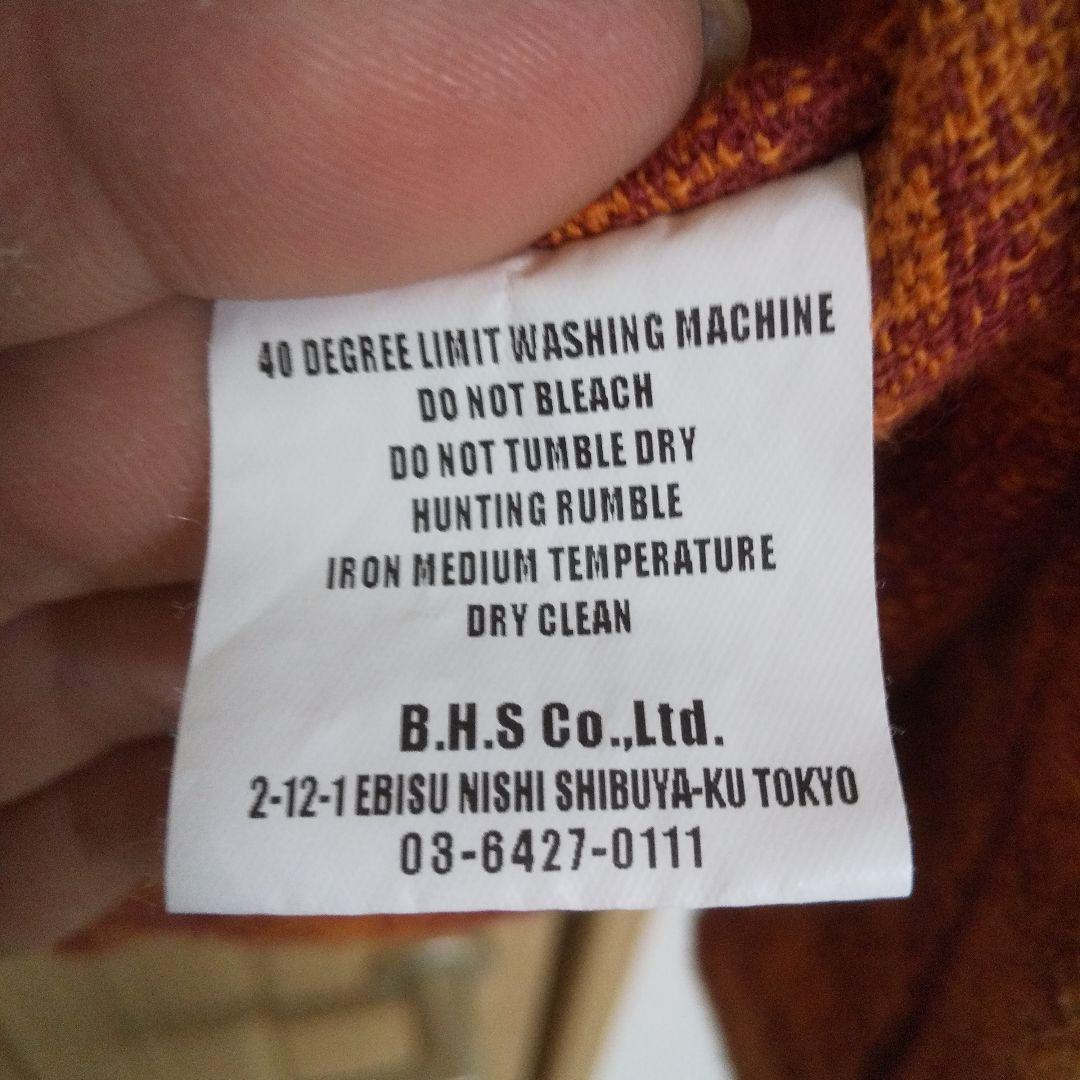 40 DEGREE LIMIT WASHING MACHINE
DO NOT BLEACH
DO NOT TUMBLE DRY
HUNTING RUMBLE
IRON MEDIUM TEMPERATURE
DRY CLEAN
B.H.S Co.,Ltd.
2-12-1 EBISU NISHI SHIBUYA-KU TOKYO
03-6427-0111